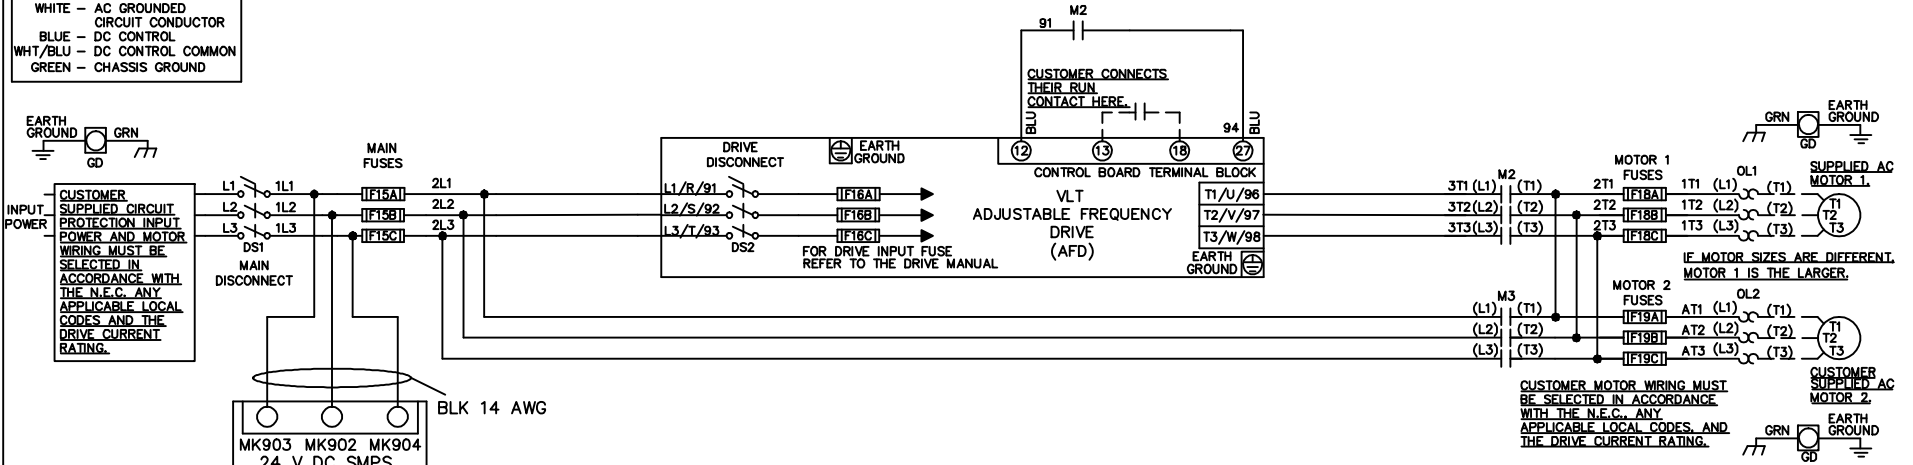 WHITE – AC GROUNDED
CIRCUIT CONDUCTOR
BLUE – DC CONTROL
WHT/BLU – DC CONTROL COMMON
GREEN – CHASSIS GROUND
EARTH
GROUND
GRN
GD
INPUT
POWER
CUSTOMER
SUPPLIED CIRCUIT
PROTECTION INPUT
POWER AND MOTOR
WIRING MUST BE
SELECTED IN
ACCORDANCE WITH
THE N.E.C. ANY
APPLICABLE LOCAL
CODES AND THE
DRIVE CURRENT
RATING.
L1 1L1
L2 1L2
L3 1L3
DS1
MAIN
DISCONNECT
MAIN
FUSES
F15A 2L1
F15B 2L2
F15C 2L3
BLK 14 AWG
MK903 MK902 MK904
24 V DC SMPS
DRIVE
DISCONNECT
L1/R/91
L2/S/92
L3/T/93
DS2
EARTH
GROUND
F16A
F16B
F16C
FOR DRIVE INPUT FUSE
REFER TO THE DRIVE MANUAL
M2
91
CUSTOMER CONNECTS
THEIR RUN
CONTACT HERE.
BLU
94 BLU
12 13 18 27
CONTROL BOARD TERMINAL BLOCK
VLT
ADJUSTABLE FREQUENCY
DRIVE
(AFD)
T1/U/96
T2/V/97
T3/W/98
EARTH
GROUND
M2
3T1 (L1) (T1)
3T2(L2) (T2)
3T3(L3) (T3)
M3
(L1) (T1)
(L2) (T2)
(L3) (T3)
MOTOR 1
FUSES
2T1 F18A 1T1 (L1) (T1)
2T2 F18B 1T2 (L2) (T2)
2T3 F18C 1T3 (L3) (T3)
OL1
T1
T2
T3
GRN
EARTH
GROUND
GD
SUPPLIED AC
MOTOR 1.
IF MOTOR SIZES ARE DIFFERENT,
MOTOR 1 IS THE LARGER.
MOTOR 2
FUSES
F19A AT1 (L1) (T1)
F19B AT2 (L2) (T2)
F19C AT3 (L3) (T3)
OL2
T1
T2
T3
CUSTOMER
SUPPLIED AC
MOTOR 2.
CUSTOMER MOTOR WIRING MUST
BE SELECTED IN ACCORDANCE
WITH THE N.E.C., ANY
APPLICABLE LOCAL CODES, AND
THE DRIVE CURRENT RATING.
GRN
EARTH
GROUND
GD